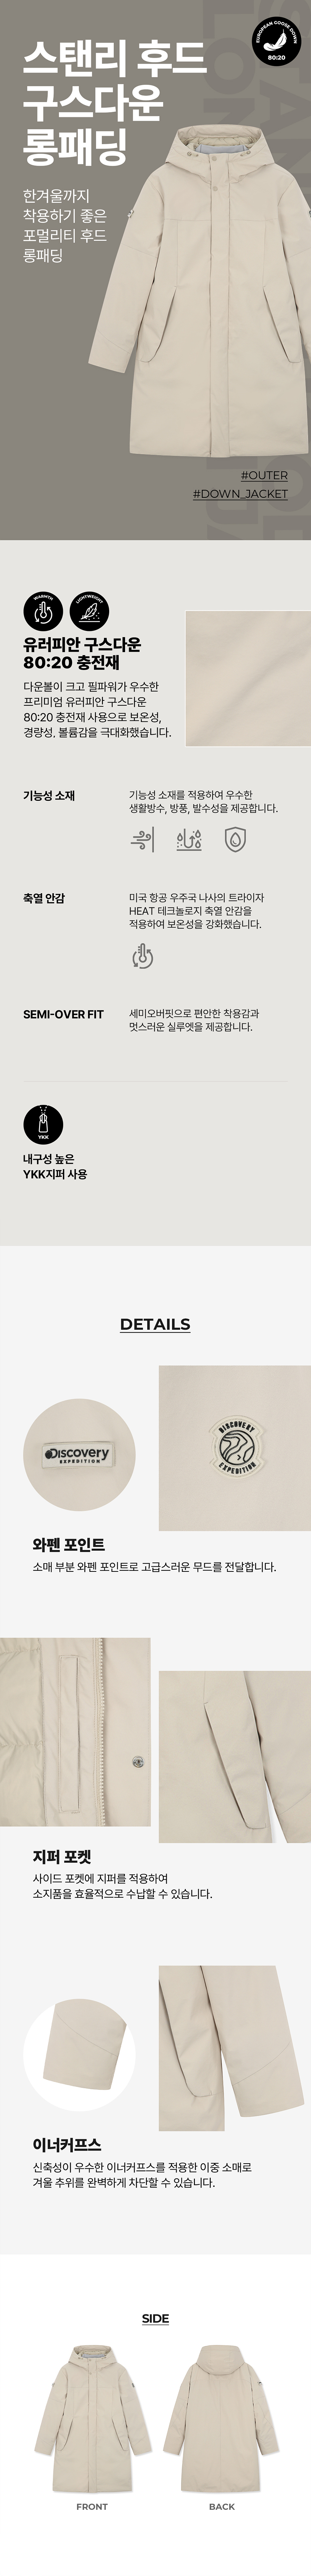 EUROPEAN GOOSE DOWN
80:20
스탠리 후드
구스다운
롱패딩
한겨울까지
착용하기 좋은
포멀리티 후드
롱패딩
#OUTER
#DOWN_JACKET
WARMTH
LIGHTWEIGHT
유러피안 구스다운
80:20 충전재
다운볼이 크고 필파워가 우수한
프리미엄 유러피안 구스다운
80:20 충전재 사용으로 보온성,
경량성, 볼륨감을 극대화했습니다.
기능성 소재
기능성 소재를 적용하여 우수한
생활방수, 방풍, 발수성을 제공합니다.
축열 안감
미국 항공 우주국 나사의 트라이자
HEAT 테크놀로지 축열 안감을
적용하여 보온성을 강화했습니다.
SEMI-OVER FIT
세미오버핏으로 편안한 착용감과
멋스러운 실루엣을 제공합니다.
YKK
내구성 높은
YKK지퍼 사용
DETAILS
Discovery
EXPEDITION
DISCOVERY
EXPEDITION
와펜 포인트
소매 부분 와펜 포인트로 고급스러운 무드를 전달합니다.
지퍼 포켓
사이드 포켓에 지퍼를 적용하여
소지품을 효율적으로 수납할 수 있습니다.
이너커프스
신축성이 우수한 이너커프스를 적용한 이중 소매로
겨울 추위를 완벽하게 차단할 수 있습니다.
SIDE
FRONT
BACK